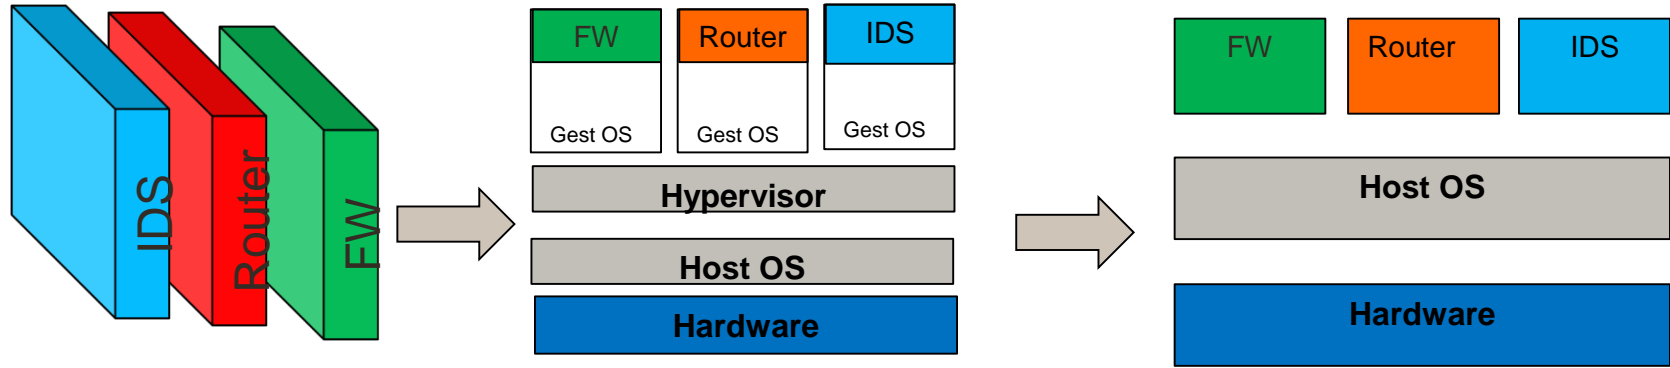 IDS
Router
FW
FW
Router
IDS
Gest OS
Gest OS
Gest OS
Hypervisor
Host OS
Hardware
FW
Router
IDS
Host OS
Hardware